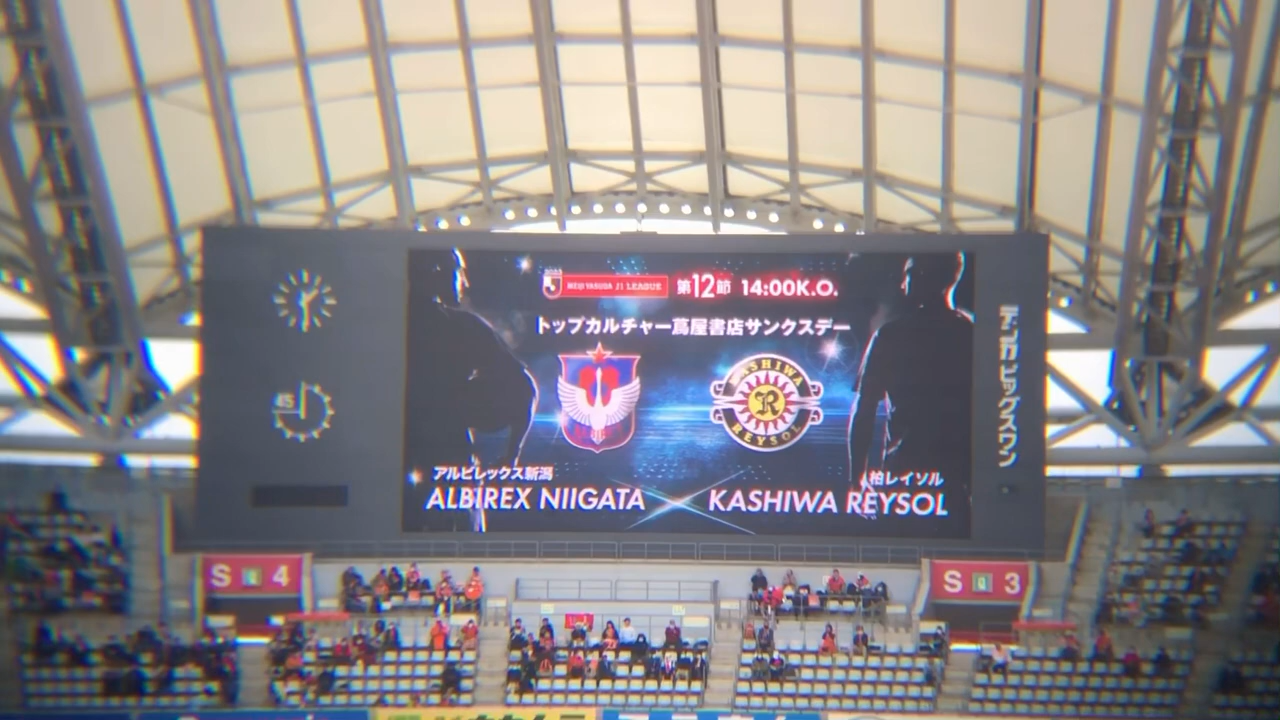 MEIJI YASUDA J1 LEAGUE 第12節 14:00K.O.
トップカルチャー蔦屋書店サンクスデー
KASHIWA
R
REYSOL
アルビレックス新潟 柏レイソル
ALBIREX NIIGATA KASHIWA REYSOL
45
デンカビッグスワン
S 4
S 3